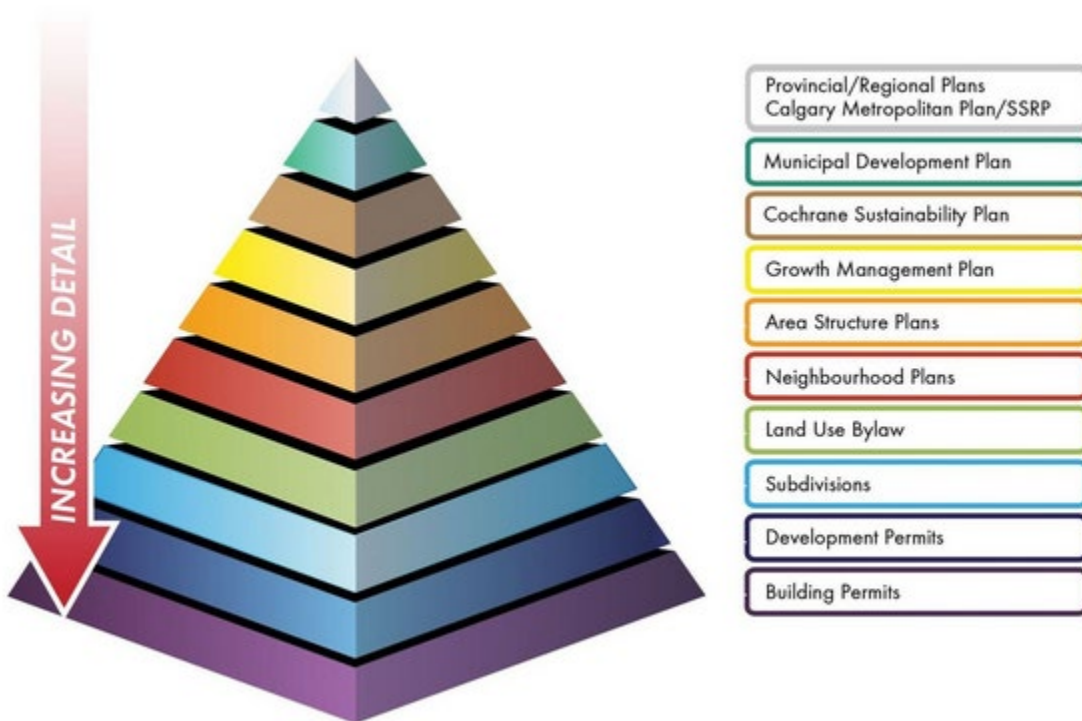 INCREASING DETAIL
Provincial/Regional Plans
Calgary Metropolitan Plan/SSRP
Municipal Development Plan
Cochrane Sustainability Plan
Growth Management Plan
Area Structure Plans
Neighbourhood Plans
Land Use Bylaw
Subdivisions
Development Permits
Building Permits